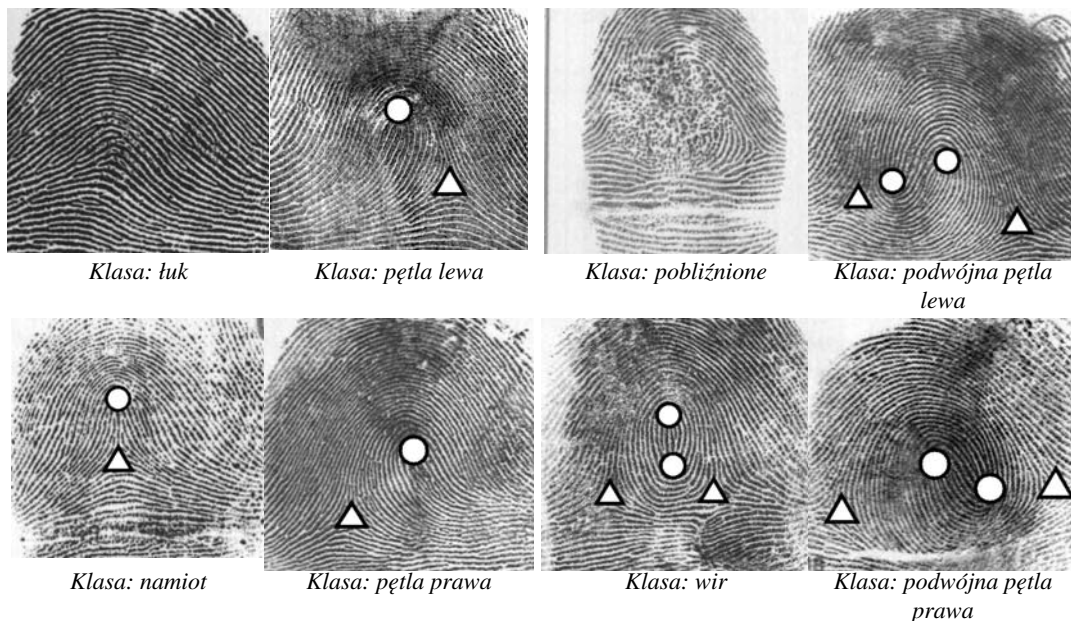 Klasa: łuk
Klasa: pętla lewa
Klasa: pobliźnione
Klasa: podwójna pętla
lewa
Klasa: namiot
Klasa: pętla prawa
Klasa: wir
Klasa: podwójna pętla
prawa